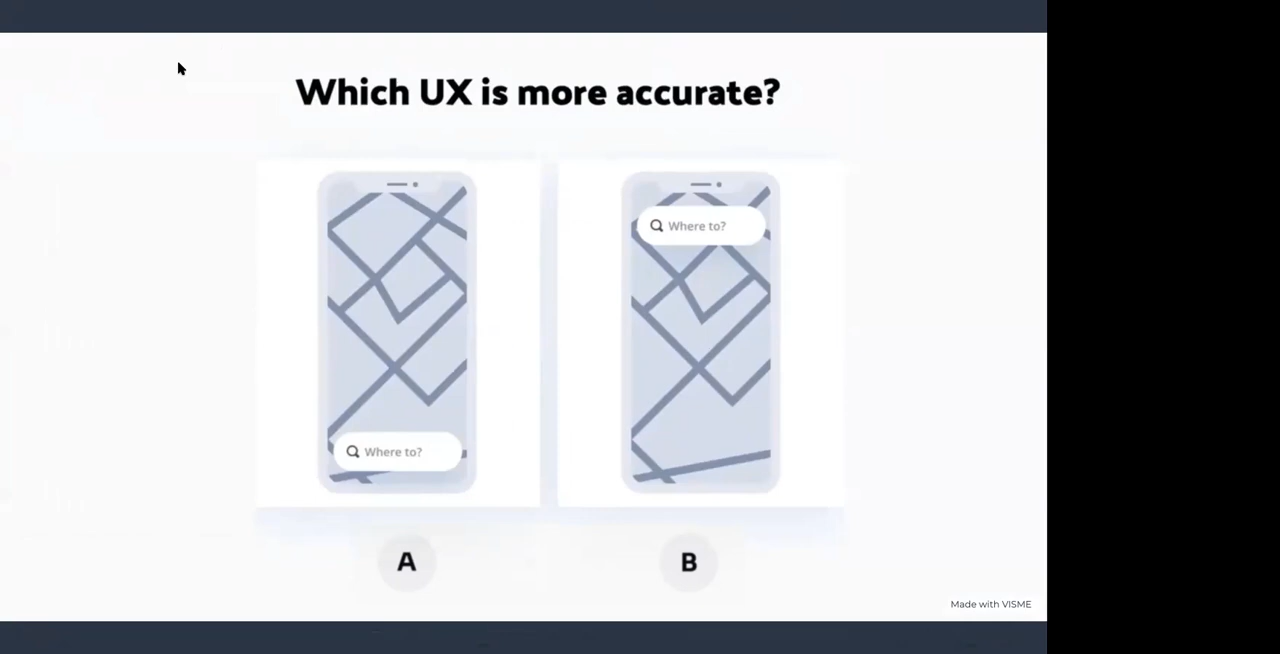 Which UX is more accurate?
Where to?
Where to?
A
B
Made with VISME